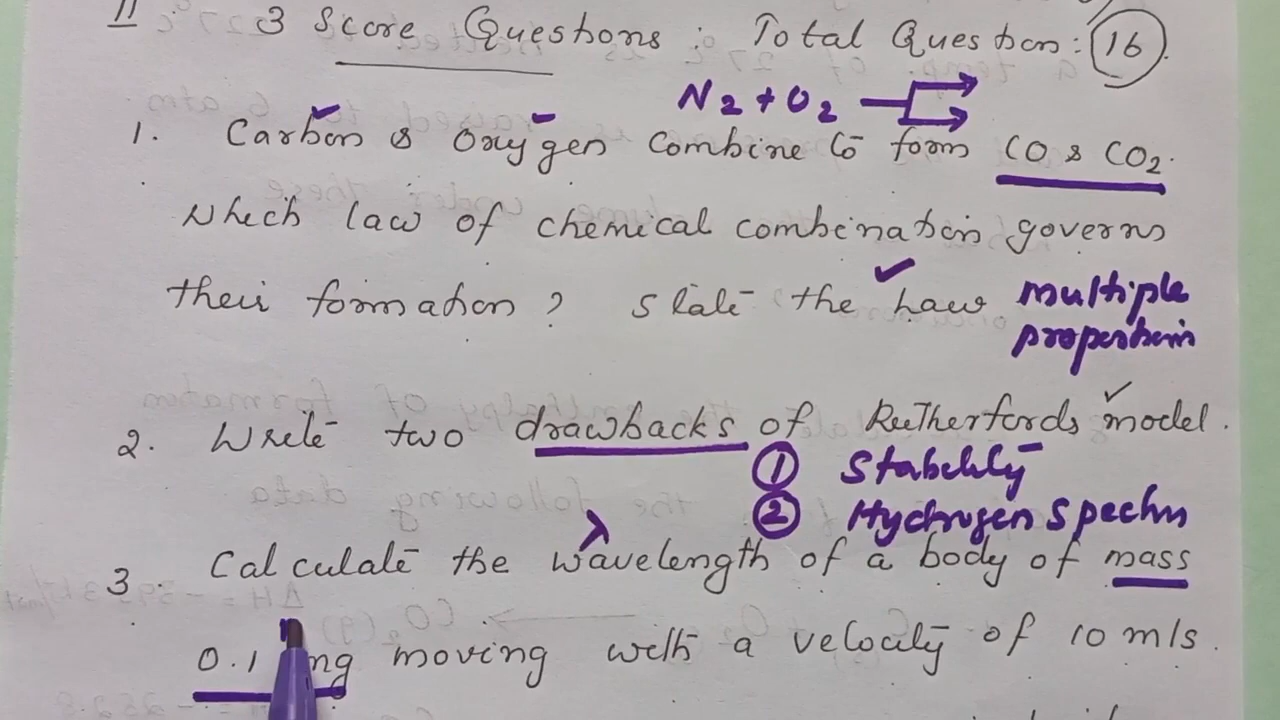 II. 3 Score Questions : Total Question : 16.
N2 + O2
1. Carbon & Oxygen combine to form CO & CO2.
which law of chemical combination governs
their formation ? State the Law. multiple
proportion
2. Write two drawbacks of Rutherfords model.
① Stability
② Hydrogen Spectrum
λ
3. Calculate the wavelength of a body of mass
0.1 mg moving with a velocity of 10 m/s.